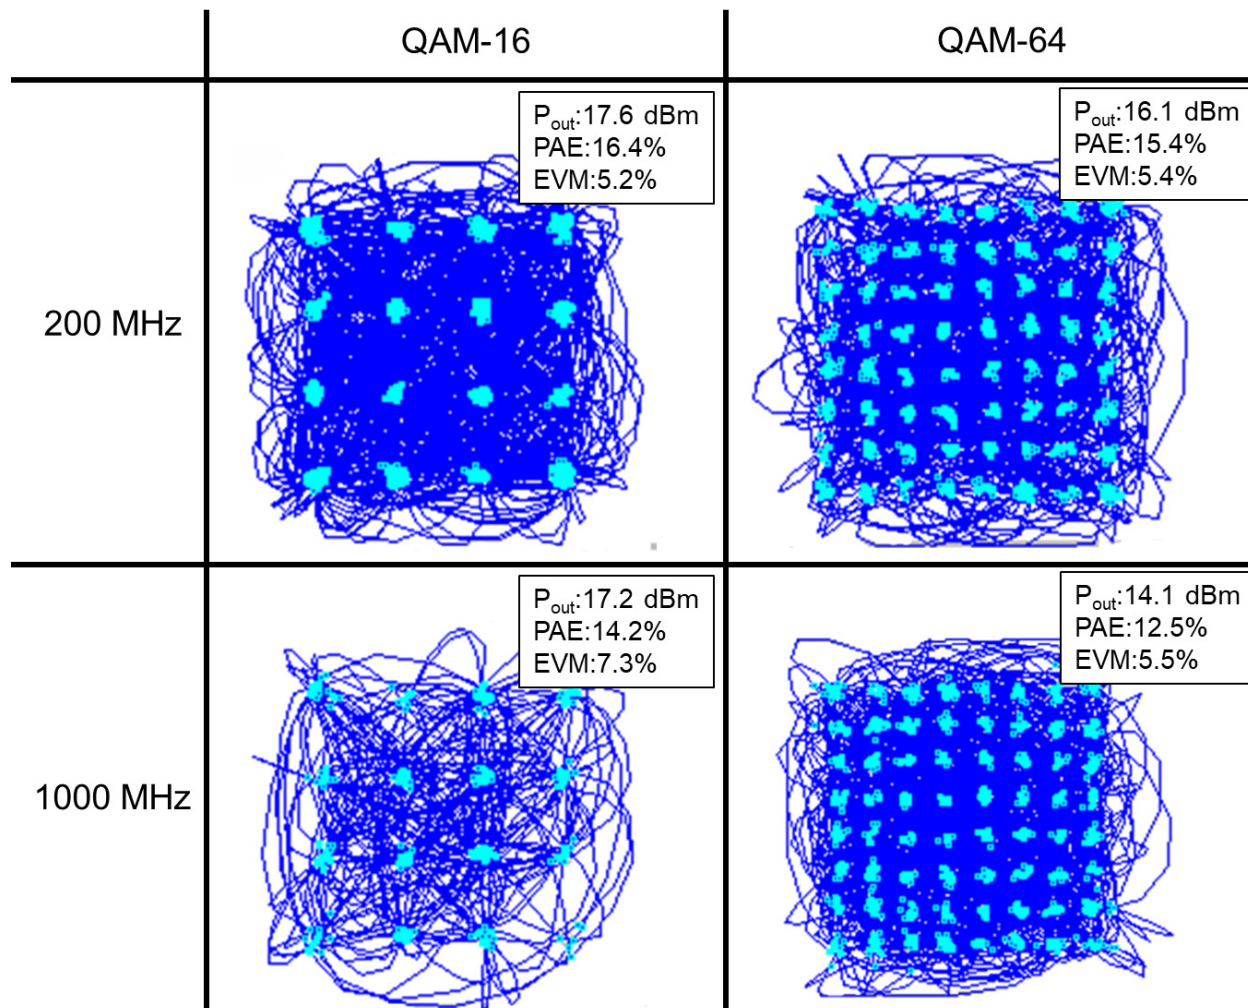 QAM-16
QAM-64
200 MHz
Pout:17.6 dBm
PAE:16.4%
EVM:5.2%
Pout:16.1 dBm
PAE:15.4%
EVM:5.4%
1000 MHz
Pout:17.2 dBm
PAE:14.2%
EVM:7.3%
Pout:14.1 dBm
PAE:12.5%
EVM:5.5%